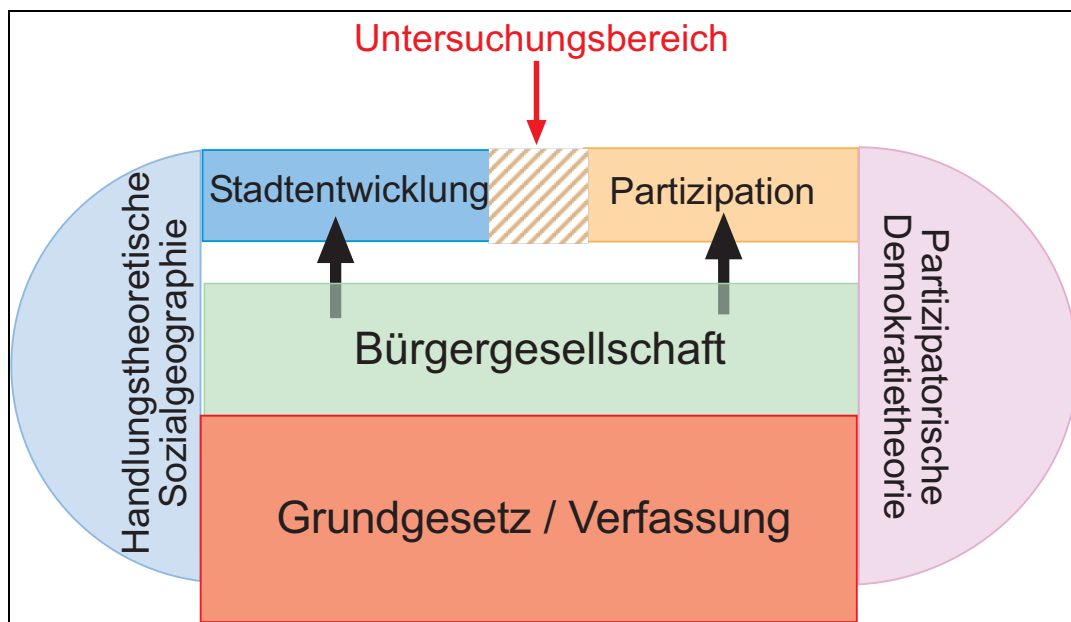 Untersuchungsbereich
Stadtentwicklung
Partizipation
Handlungstheoretische
Sozialgeographie
Bürgergesellschaft
Partizipatorische
Demokratietheorie
Grundgesetz / Verfassung